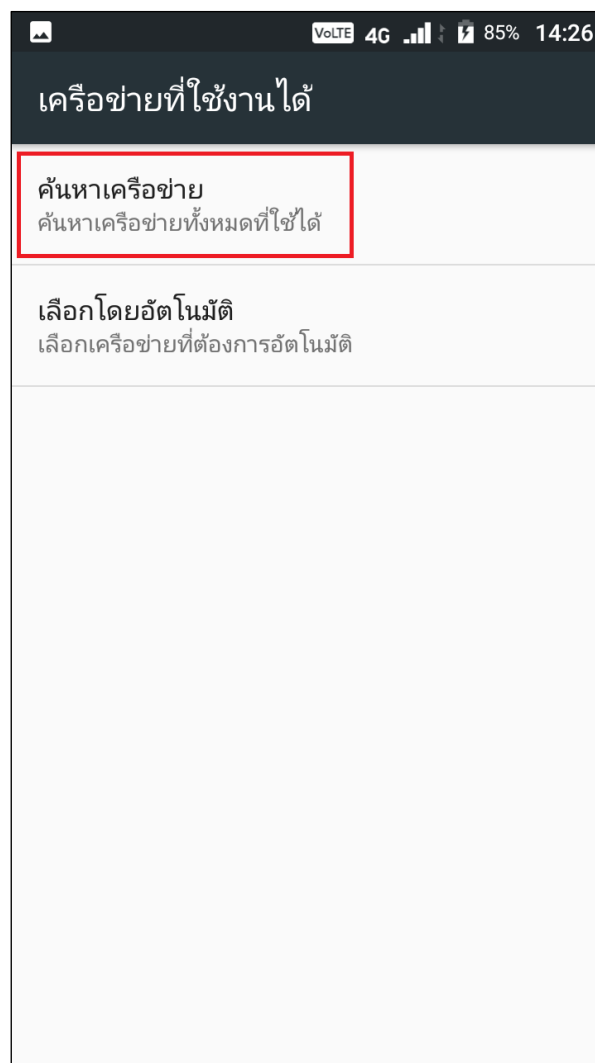 VoLTE 4G 85% 14:26
เครือข่ายที่ใช้งานได้
ค้นหาเครือข่าย
ค้นหาเครือข่ายทั้งหมดที่ใช้ได้
เลือกโดยอัตโนมัติ
เลือกเครือข่ายที่ต้องการอัตโนมัติ